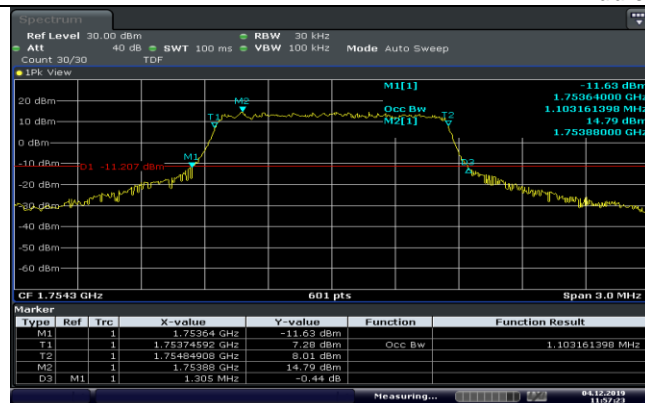 Spectrum
Ref Level 30.00 dBm RBW 30 kHz
Att 40 dB SWT 100 ms VBW 100 kHz Mode Auto Sweep
Count 30/30 TDF
1Pk View
M1[1] -11.63 dBm
1.75364000 GHz
Occ Bw 1.103161398 MHz
M2[1] 14.79 dBm
1.75388000 GHz
M2
T1
T2
20 dBm
10 dBm
0 dBm
M1
D3
-10 dBm
D1 -11.207 dBm
-20 dBm
-30 dBm
-40 dBm
-50 dBm
-60 dBm
CF 1.7543 GHz 601 pts Span 3.0 MHz
Marker
Type Ref Trc X-value Y-value Function Function Result
M1 1 1.75364 GHz -11.63 dBm
T1 1 1.75374592 GHz 7.28 dBm Occ Bw 1.103161398 MHz
T2 1 1.75484908 GHz 8.01 dBm
M2 1 1.75388 GHz 14.79 dBm
D3 M1 1 1.305 MHz -0.44 dB
Measuring... 04.12.2019
11:57:23